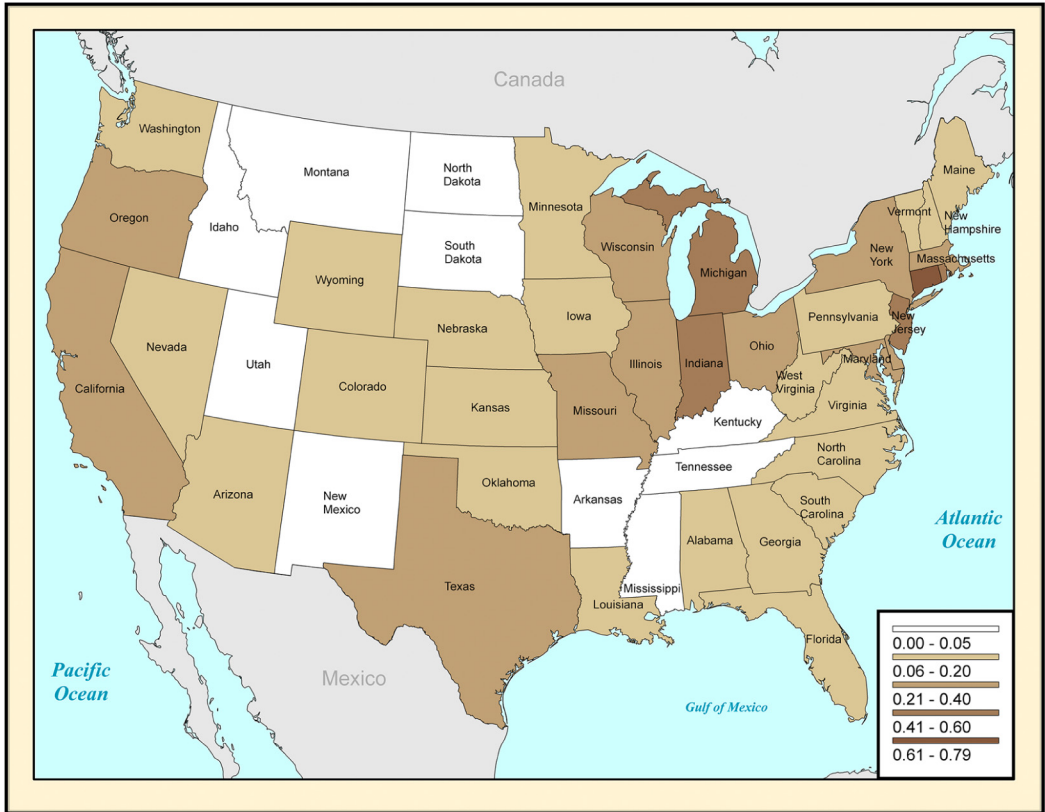 Canada
Washington
Montana
North
Dakota
Minnesota
Maine
Vermont
New
Hampshire
Oregon
Idaho
South
Dakota
Wisconsin
Michigan
New
York
Massachusetts
Wyoming
Nebraska
Iowa
Pennsylvania
New
Jersey
Nevada
Utah
Colorado
Illinois
Indiana
Ohio
Maryland
West
Virginia
California
Kansas
Missouri
Virginia
Kentucky
Arizona
New
Mexico
Oklahoma
Arkansas
Tennessee
North
Carolina
South
Carolina
Atlantic
Ocean
Texas
Mississippi
Alabama
Georgia
Louisiana
Florida
Pacific
Ocean
Mexico
Gulf of Mexico
0.00 - 0.05
0.06 - 0.20
0.21 - 0.40
0.41 - 0.60
0.61 - 0.79